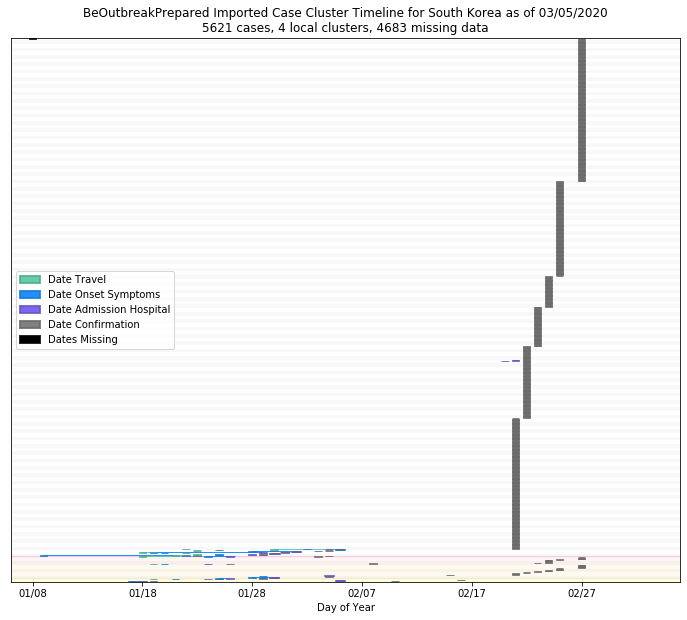 BeOutbreakPrepared Imported Case Cluster Timeline for South Korea as of 03/05/2020
5621 cases, 4 local clusters, 4683 missing data
Date Travel
Date Onset Symptoms
Date Admission Hospital
Date Confirmation
Dates Missing
01/08 01/18 01/28 02/07 02/17 02/27
Day of Year